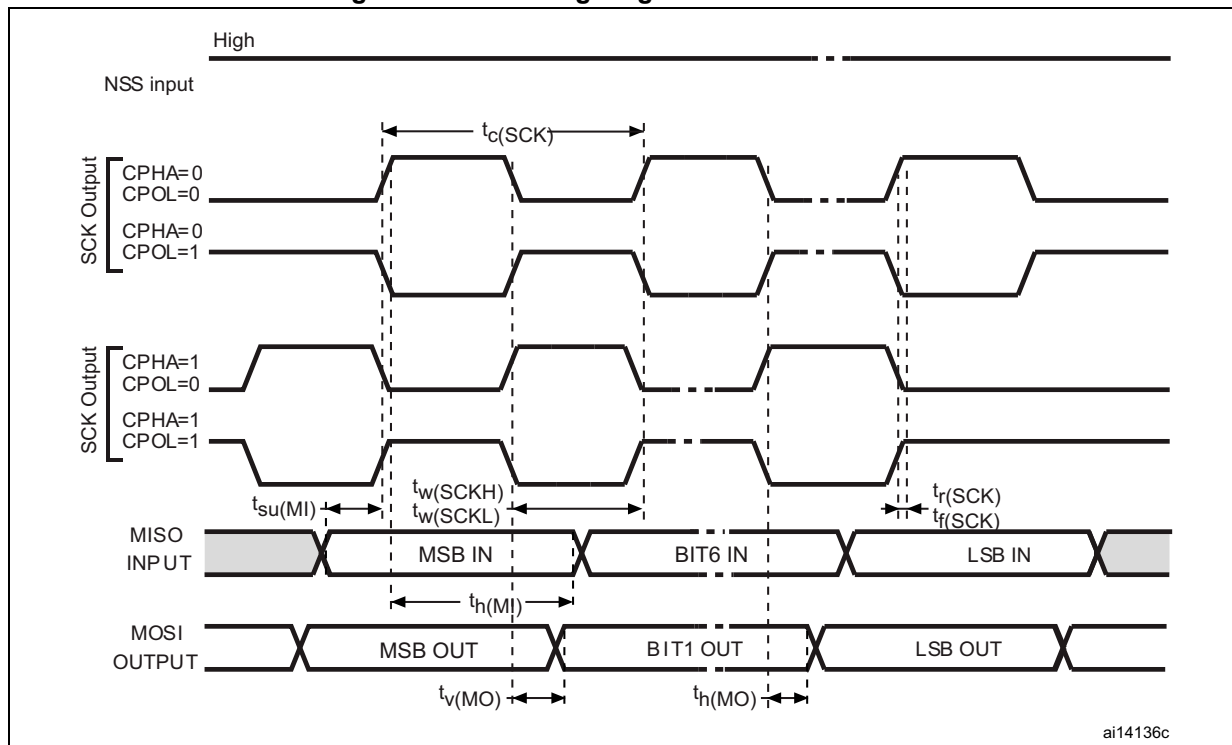 High
NSS input
tc(SCK)
SCK Output
CPHA=0
CPOL=0
CPHA=0
CPOL=1
SCK Output
CPHA=1
CPOL=0
CPHA=1
CPOL=1
tsu(MI)
tw(SCKH)
tw(SCKL)
tr(SCK)
tf(SCK)
MISO
INPUT
MSB IN
BIT6 IN
LSB IN
th(MI)
MOSI
OUTPUT
MSB OUT
BIT1 OUT
LSB OUT
tv(MO)
th(MO)
ai14136c